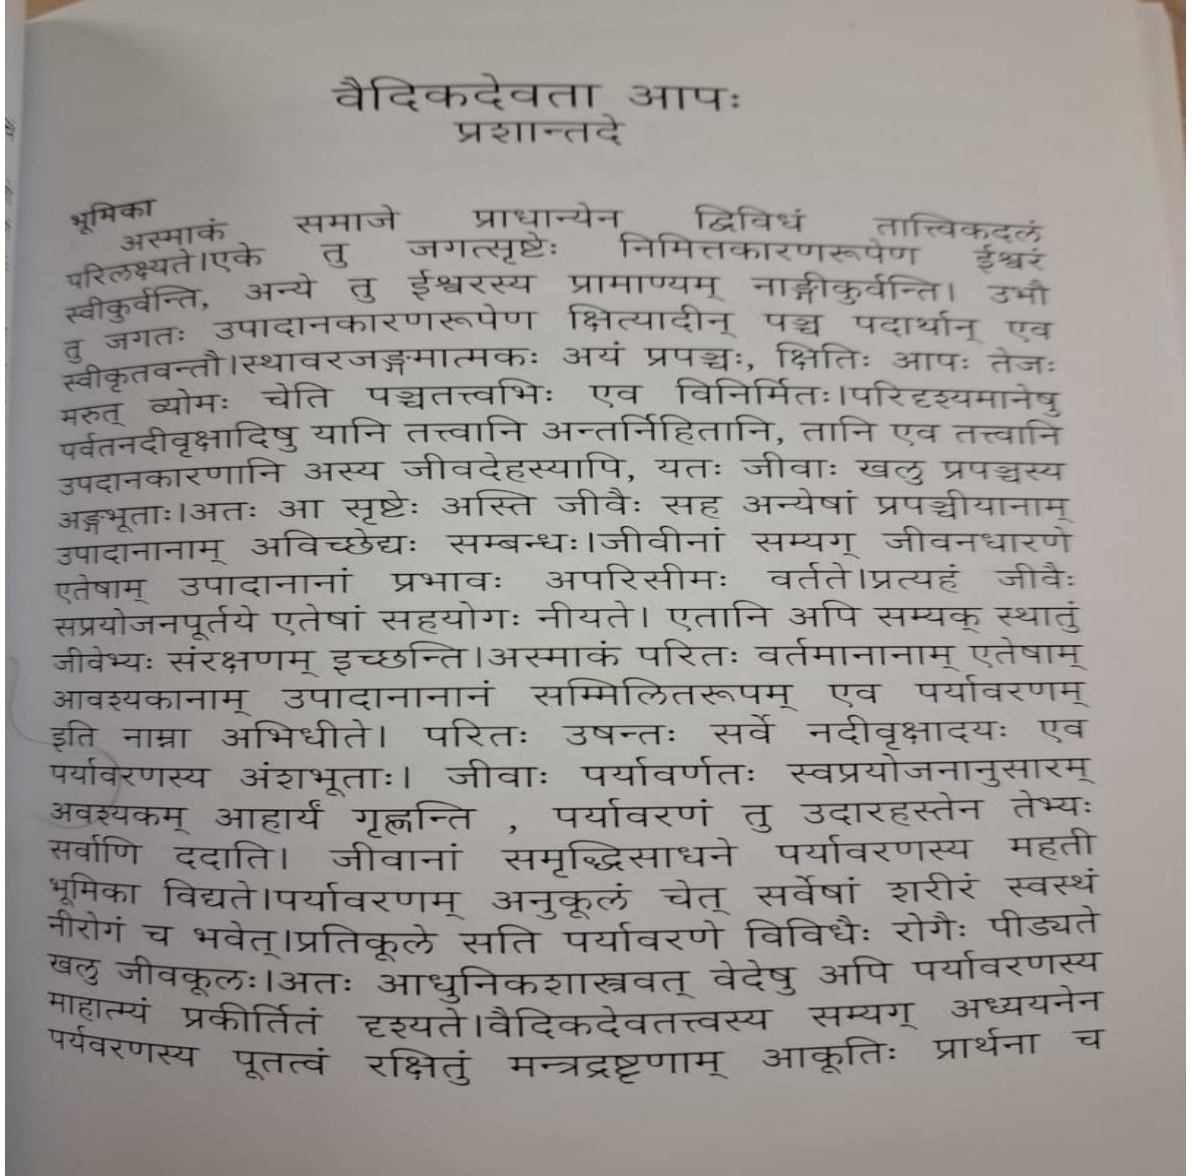 वैदिकदेवता आपः
प्रशान्तदे
भूमिका
अस्माकं समाजे प्राधान्येन द्विविधं तात्त्विकदलं
परिलक्ष्यते।एके तु जगत्सृष्टेः निमित्तकारणरूपेण ईश्वरं
स्वीकुर्वन्ति, अन्ये तु ईश्वरस्य प्रामाण्यम् नाङ्गीकुर्वन्ति। उभौ
तु जगतः उपादानकारणरूपेण क्षित्यादीन् पञ्च पदार्थान् एव
स्वीकृतवन्तौ।स्थावरजङ्गमात्मकः अयं प्रपञ्चः, क्षितिः आपः तेजः
मरुत् व्योमः चेति पञ्चतत्त्वभिः एव विनिर्मितः।परिदृश्यमानेषु
पर्वतनदीवृक्षादिषु यानि तत्त्वानि अन्तर्निहितानि, तानि एव तत्त्वानि
उपदानकारणानि अस्य जीवदेहस्यापि, यतः जीवाः खलु प्रपञ्चस्य
अङ्गभूताः।अतः आ सृष्टेः अस्ति जीवैः सह अन्येषां प्रपञ्चीयानाम्
उपादानानाम् अविच्छेद्यः सम्बन्धः।जीवीनां सम्यग् जीवनधारणे
एतेषाम् उपादानानां प्रभावः अपरिसीमः वर्तते।प्रत्यहं जीवैः
सप्रयोजनपूर्तये एतेषां सहयोगः नीयते। एतानि अपि सम्यक् स्थातुं
जीवेभ्यः संरक्षणम् इच्छन्ति।अस्माकं परितः वर्तमानानाम् एतेषाम्
आवश्यकानाम् उपादानानानं सम्मिलितरूपम् एव पर्यावरणम्
इति नाम्ना अभिधीते। परितः उषन्तः सर्वे नदीवृक्षादयः एव
पर्यावरणस्य अंशभूताः। जीवाः पर्यावर्णतः स्वप्रयोजनानुसारम्
अवश्यकम् आहार्यं गृह्णन्ति , पर्यावरणं तु उदारहस्तेन तेभ्यः
सर्वाणि ददाति। जीवानां समृद्धिसाधने पर्यावरणस्य महती
भूमिका विद्यते।पर्यावरणम् अनुकूलं चेत् सर्वेषां शरीरं स्वस्थं
नीरोगं च भवेत्।प्रतिकूले सति पर्यावरणे विविधैः रोगैः पीड्यते
खलु जीवकूलः।अतः आधुनिकशास्त्रवत् वेदेषु अपि पर्यावरणस्य
माहात्म्यं प्रकीर्तितं दृश्यते।वैदिकदेवतत्त्वस्य सम्यग् अध्ययनेन
पर्यवरणस्य पूतत्वं रक्षितुं मन्त्रद्रष्टृणाम् आकूतिः प्रार्थना च